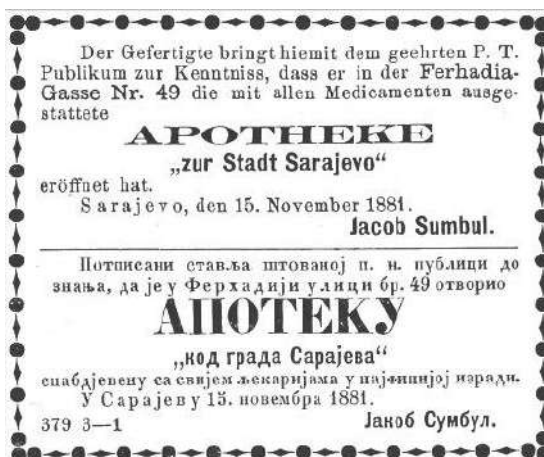 Der Gefertigte bringt hiemit dem geehrten P. T.
Publikum zur Kenntniss, dass er in der Ferhadia-
Gasse Nr. 49 die mit allen Medicamenten ausge-
stattete
APOTHEKE
„zur Stadt Sarajevo“
eröffnet hat.
Sarajevo, den 15. November 1881.
Jacob Sumbul.
Потписани ставља штованој п. н. публици до
знања, да је у Ферхадији улици бр. 49 отворио
АПОТЕКУ
„код града Сарајева“
снабдјевену са свијем љекаријама у најфинијој изради.
У Сарајеву 15. новембра 1881.
379 3—1
Јакоб Сумбул.